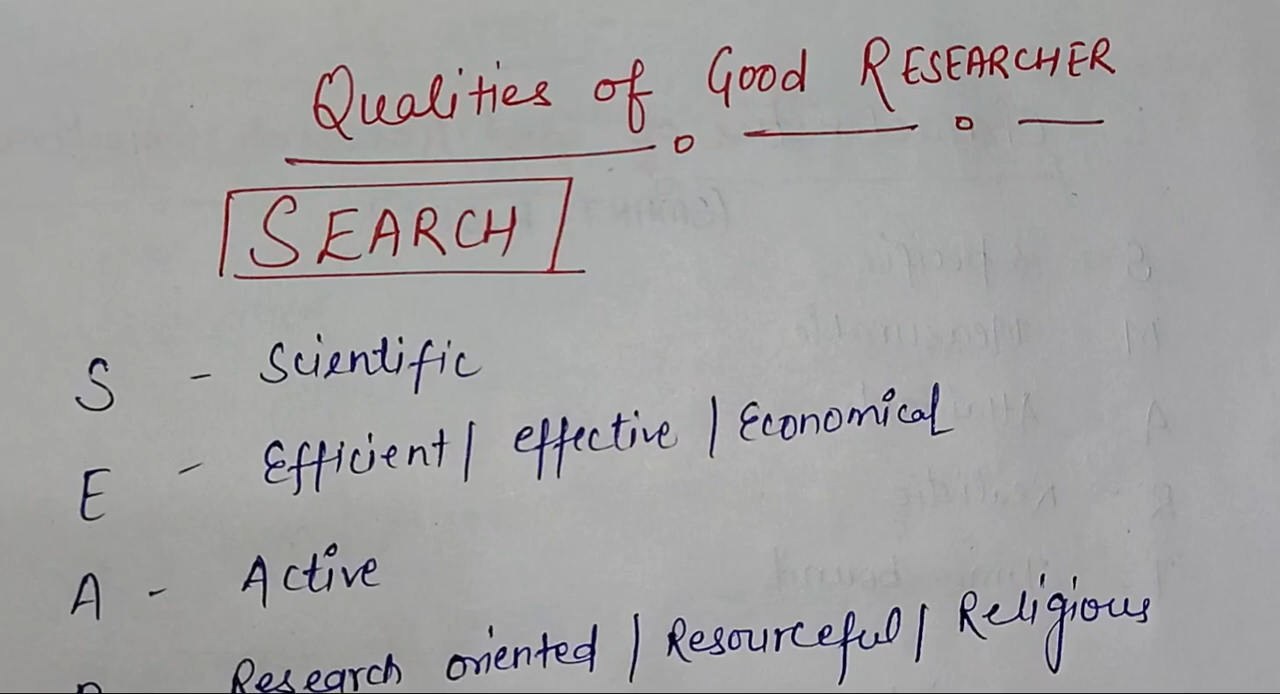 Qualities of Good RESEARCHER
SEARCH
S - Scientific
E - Efficient / effective / Economical
A - Active
R Research oriented / Resourceful / Religious